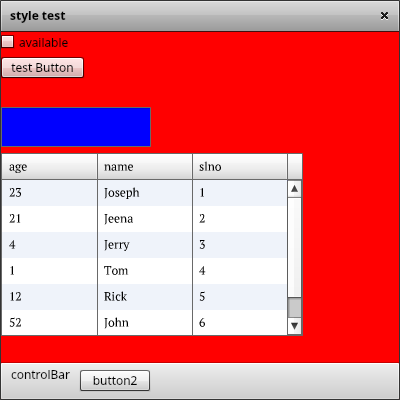 style test
available
test Button
age name slno
23 Joseph 1
21 Jeena 2
4 Jerry 3
1 Tom 4
12 Rick 5
52 John 6
controlBar button2